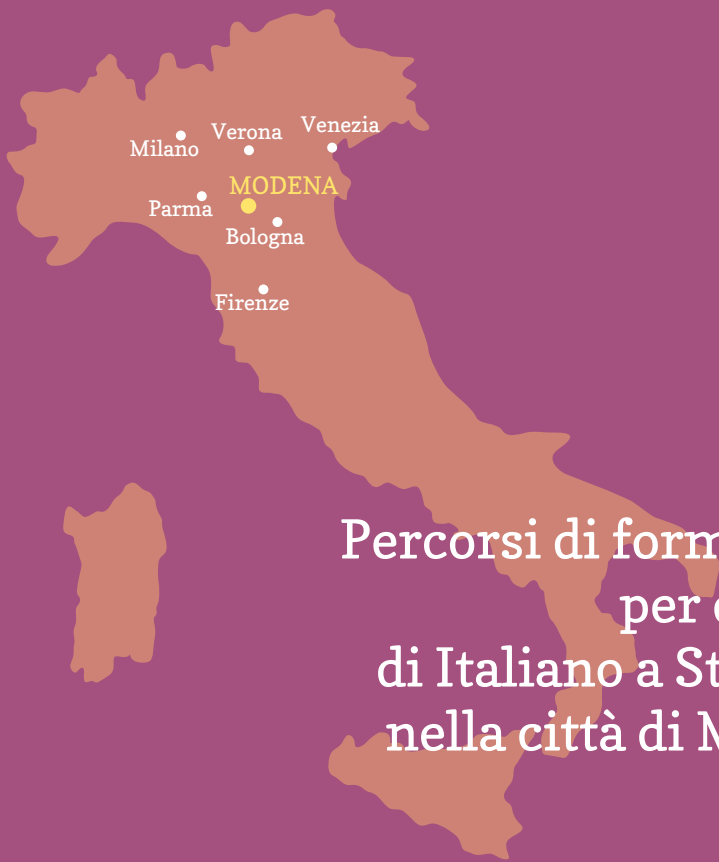 Venezia
Verona
Milano
MODENA
Parma
Bologna
Firenze
Percorsi di form
per
di Italiano a St
nella città di M